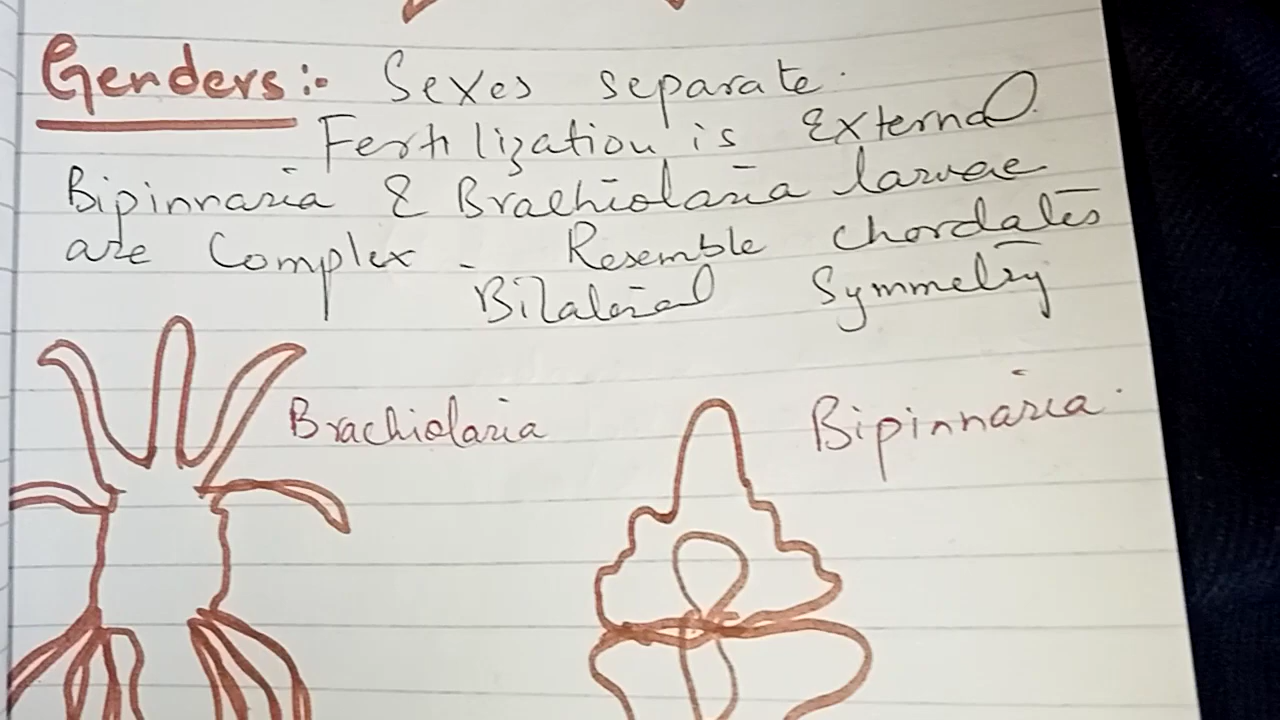 Genders:- Sexes separate.
Fertilization is External.
Bipinnaria & Brachiolaria larvae
are Complex. Resemble chordates
Bilateral Symmetry
Brachiolaria
Bipinnaria.